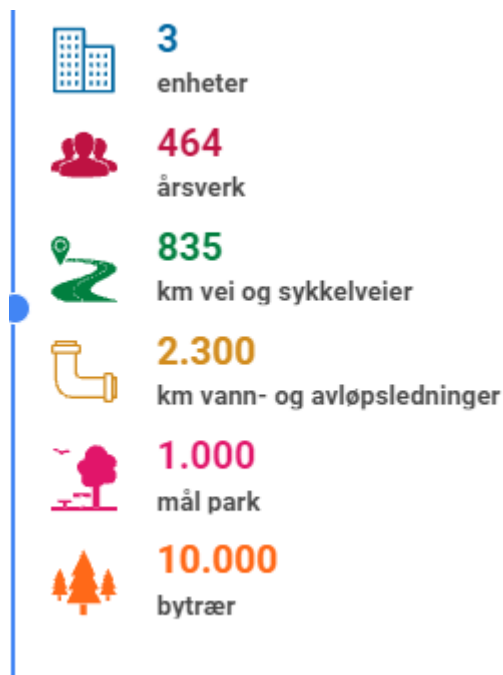 3
enheter
464
årsverk
835
km vei og sykkelveier
2.300
km vann- og avløpsledninger
1.000
mål park
10.000
bytrær